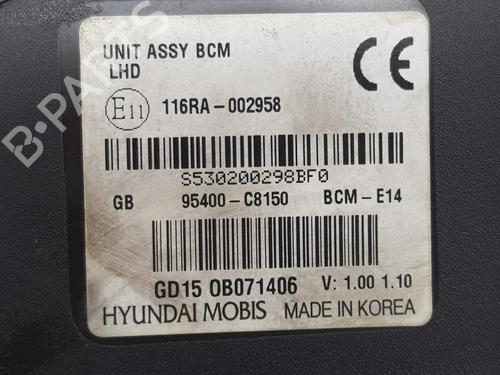 UNIT ASSY BCM
LHD
CE
E11 116RA-002958
S530200298BF0
GB 95400-C8150 BCM-E14
GD15 0B071406 V: 1.00 1.10
HYUNDAI MOBIS MADE IN KOREA
B-PARTS